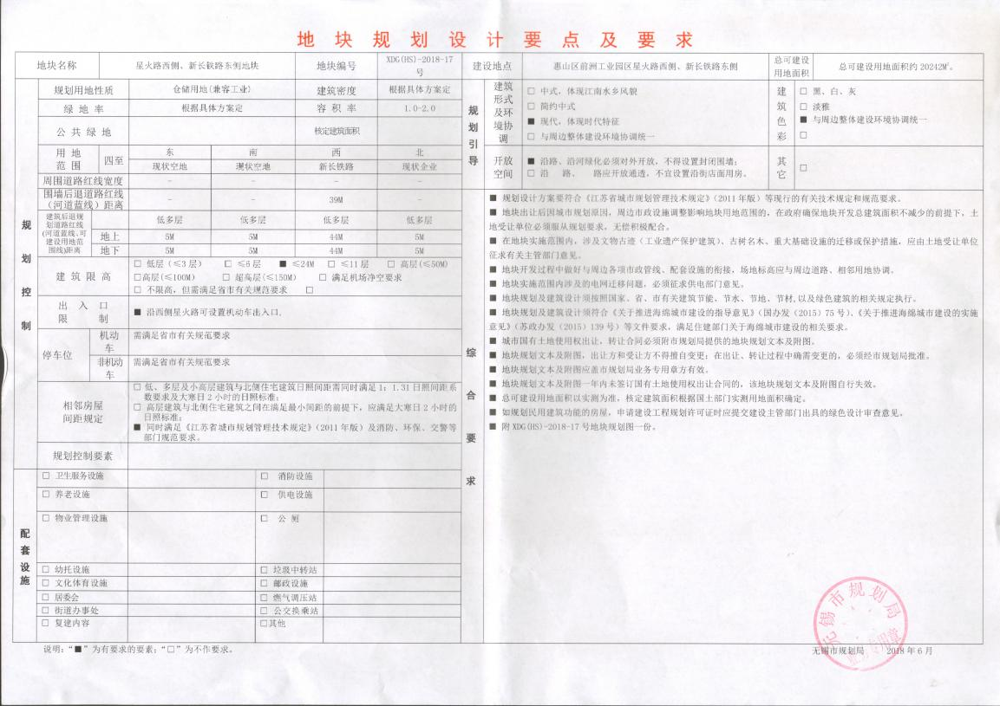 地块规划设计要点及要求
地块名称 星火路西侧、新长铁路东侧地块 地块编号 XDG(HS)-2018-17号 建设地点 惠山区前洲工业园区星火路西侧、新长铁路东侧 总可建设用地面积 总可建设用地面积约20242M²。
规划控制
规划用地性质 仓储用地(兼容工业) 建筑密度 根据具体方案定
绿地率 根据具体方案定 容积率 1.0-2.0
公共绿地 核定建筑面积
用地范围 四至 东 南 西 北
现状空地 现状空地 新长铁路 现状企业
周围道路红线宽度 - - - -
围墙后退道路红线(河道蓝线)距离 - - 39M -
建筑后退规划道路红线(河道蓝线、可建设用地范围线)距离 低多层 低多层 低多层 低多层
地上 5M 5M 44M 5M
地下 5M 5M 44M 5M
建筑限高 □ 低层(≤3层) □ ≤6层 ■ ≤24M □ ≤11层 □ 高层(≤50M)
□高层(≤100M) □ 超高层(≤150M) □ 满足机场净空要求
□ 不限高，但需满足省市有关规范要求 □
出入口限制 ■ 沿西侧星火路可设置机动车出入口.
停车位 机动车 需满足省市有关规范要求
非机动车 需满足省市有关规范要求
相邻房屋间距规定
□ 低、多层及小高层建筑与北侧住宅建筑日照间距需同时满足1：1.31日照间距系
数要求及大寒日2小时的日照标准；
□ 高层建筑与北侧住宅建筑之间在满足最小间距的前提下，应满足大寒日2小时的
日照标准；
■ 同时满足《江苏省城市规划管理技术规定》(2011年版)及消防、环保、交警等
部门规范要求。
规划控制要素
配套设施
□ 卫生服务设施 □ 消防设施
□ 养老设施 □ 供电设施
□ 物业管理设施 □ 公厕
□ 幼托设施 □ 垃圾中转站
□ 文化体育设施 □ 邮政设施
□ 居委会 □ 燃气调压站
□ 街道办事处 □ 公交换乘站
□ 复建内容 □其他
规划引导
建筑形式及环境协调
□ 中式，体现江南水乡风貌
□ 简约中式
■ 现代，体现时代特征
□ 与周边整体建设环境协调统一
建筑色彩
□ 黑、白、灰
□ 淡雅
■ 与周边整体建设环境协调统一
□
开放空间
■ 沿路、沿河绿化必须对外开放，不得设置封闭围墙；
□ 沿 路、 路应开放通透，不宜设置沿街店面用房。
其它 □
综合要求
■ 规划设计方案要符合《江苏省城市规划管理技术规定》(2011年版)等现行的有关技术规定和规范要求。
■ 地块出让后因城市规划原因，周边市政设施调整影响地块用地范围的，在政府确保地块开发总建筑面积不减少的前提下，土
地受让单位必须服从规划要求，无偿积极配合。
■ 在地块实施范围内，涉及文物古迹(工业遗产保护建筑)、古树名木、重大基础设施的迁移或保护措施，应由土地受让单位
征求有关主管部门意见。
■ 地块开发过程中做好与周边各项市政管线、配套设施的衔接，场地标高应与周边道路、相邻用地协调。
■ 地块实施范围内涉及的电网迁移问题，必须征求供电部门意见。
■ 地块规划及建筑设计须按照国家、省、市有关建筑节能、节水、节地、节材，以及绿色建筑的相关规定执行。
■ 地块规划及建筑设计须符合《关于推进海绵城市建设的指导意见》(国办发(2015)75号)、《关于推进海绵城市建设的实施
意见》(苏政办发(2015)139号)等文件要求，满足住建部门关于海绵城市建设的相关要求。
■ 城市国有土地使用权出让，转让合同必须附市规划局提供的地块规划文本及附图。
■ 地块规划文本及附图，出让方和受让方不得擅自变更；在出让、转让过程中确需变更的，必须经市规划局批准。
■ 地块规划文本及附图应盖市规划局业务专用章方有效。
■ 地块规划文本及附图一年内未签订国有土地使用权出让合同的，该地块规划文本及附图自行失效。
■ 总可建设用地面积以实测为准，核定建筑面积根据国土部门实测用地面积确定。
■ 如规划民用建筑功能的房屋，申请建设工程规划许可证时应提交建设主管部门出具的绿色设计审查意见。
■ 附XDG(HS)-2018-17号地块规划图一份。
无锡市规划局
业务专用章
说明："■"为有要求的要素；"□"为不作要求。
无锡市规划局 2018年6月